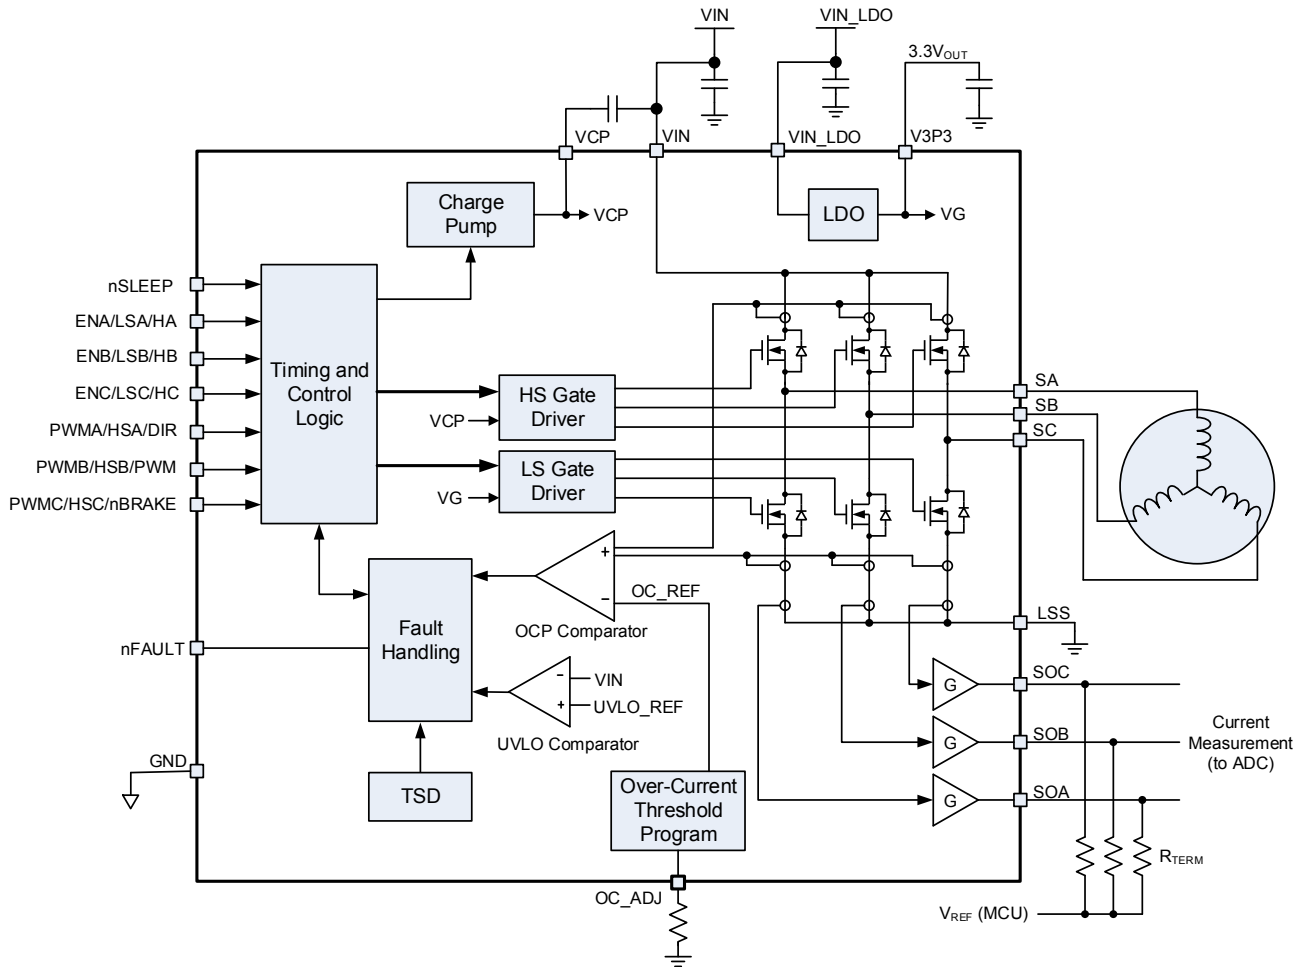 VIN
VIN_LDO
3.3VOUT
VCP
VIN
VIN_LDO
V3P3
Charge
Pump
VCP
LDO
VG
nSLEEP
ENA/LSA/HA
ENB/LSB/HB
ENC/LSC/HC
PWMA/HSA/DIR
PWMB/HSB/PWM
PWMC/HSC/nBRAKE
Timing and
Control
Logic
HS Gate
Driver
VCP
LS Gate
Driver
VG
SA
SB
SC
+
OC_REF
−
OCP Comparator
Fault
Handling
nFAULT
−
VIN
+
UVLO_REF
UVLO Comparator
LSS
G
SOC
G
SOB
G
SOA
Current
Measurement
(to ADC)
GND
TSD
Over-Current
Threshold
Program
RTERM
OC_ADJ
VREF (MCU)